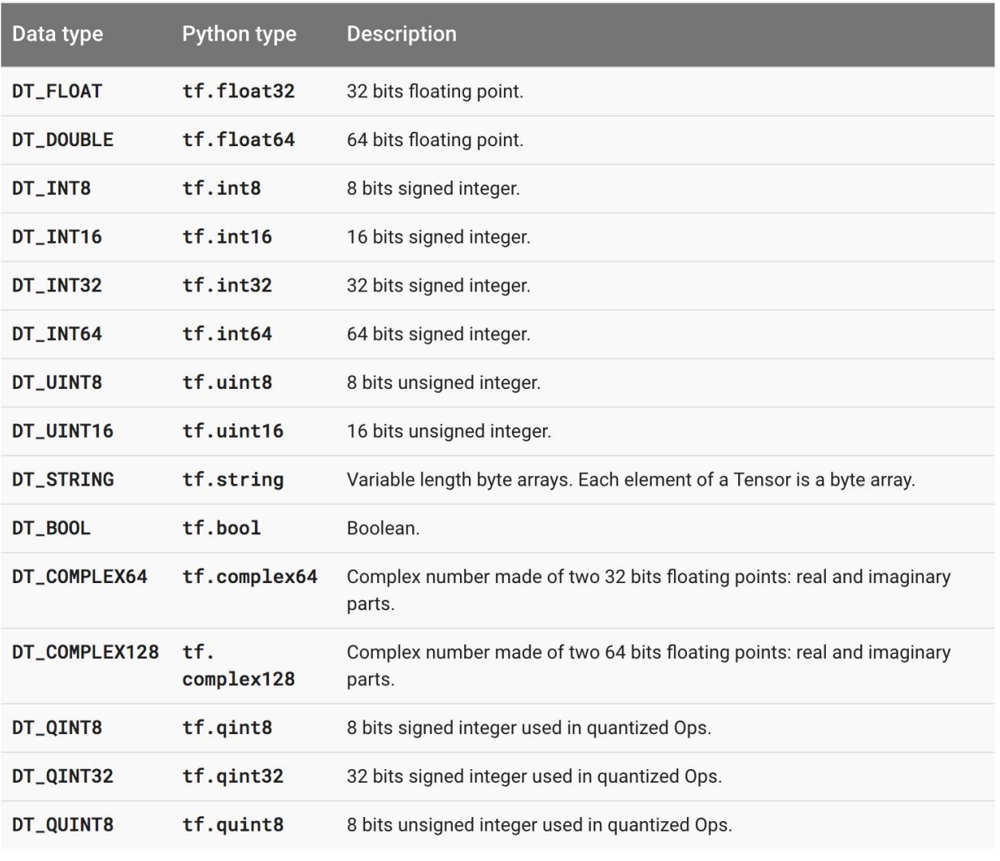 Data type Python type Description
DT_FLOAT tf.float32 32 bits floating point.
DT_DOUBLE tf.float64 64 bits floating point.
DT_INT8 tf.int8 8 bits signed integer.
DT_INT16 tf.int16 16 bits signed integer.
DT_INT32 tf.int32 32 bits signed integer.
DT_INT64 tf.int64 64 bits signed integer.
DT_UINT8 tf.uint8 8 bits unsigned integer.
DT_UINT16 tf.uint16 16 bits unsigned integer.
DT_STRING tf.string Variable length byte arrays. Each element of a Tensor is a byte array.
DT_BOOL tf.bool Boolean.
DT_COMPLEX64 tf.complex64 Complex number made of two 32 bits floating points: real and imaginary
parts.
DT_COMPLEX128 tf. Complex number made of two 64 bits floating points: real and imaginary
complex128 parts.
DT_QINT8 tf.qint8 8 bits signed integer used in quantized Ops.
DT_QINT32 tf.qint32 32 bits signed integer used in quantized Ops.
DT_QUINT8 tf.quint8 8 bits unsigned integer used in quantized Ops.